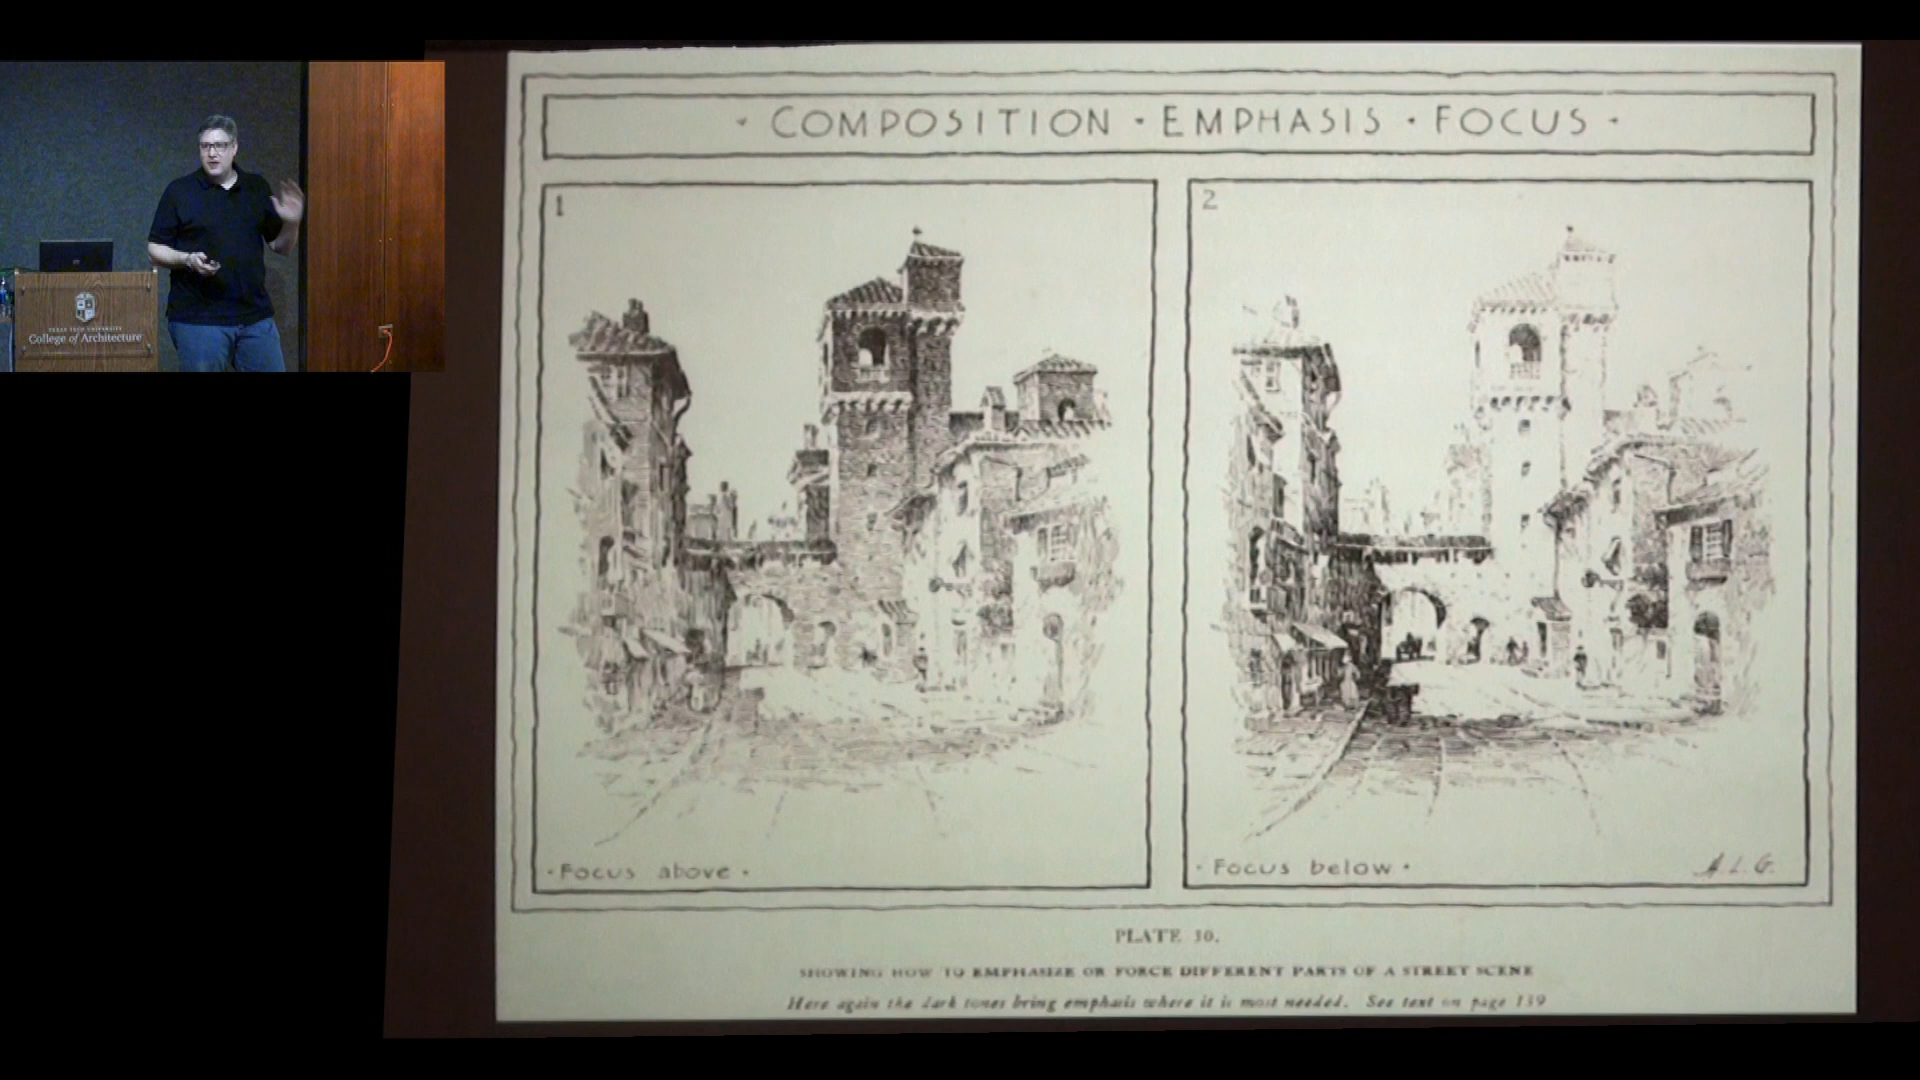 · COMPOSITION · EMPHASIS · FOCUS ·
1
· Focus above ·
2
· Focus below ·
A. L. G.
PLATE 30.
SHOWING HOW TO EMPHASIZE OR FORCE DIFFERENT PARTS OF A STREET SCENE
Here again the dark tones bring emphasis where it is most needed. See text on page 139
TEXAS TECH UNIVERSITY
College of Architecture